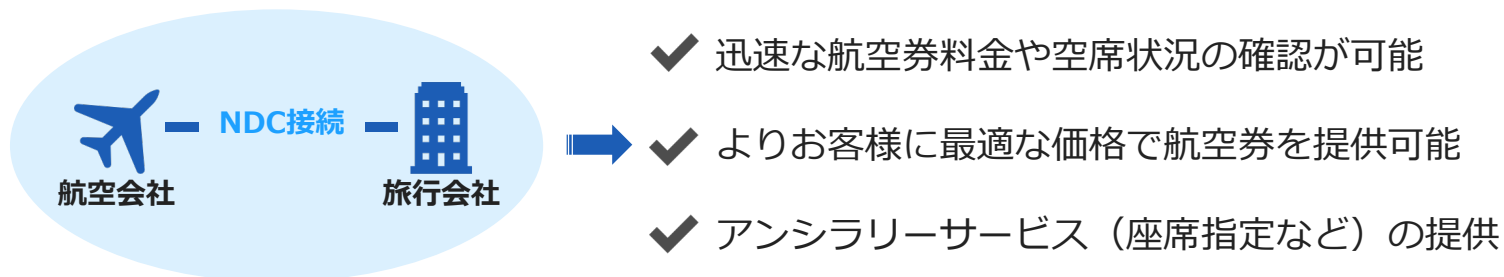 NDC接続
航空会社
旅行会社
迅速な航空券料金や空席状況の確認が可能
よりお客様に最適な価格で航空券を提供可能
アンシラリーサービス（座席指定など）の提供